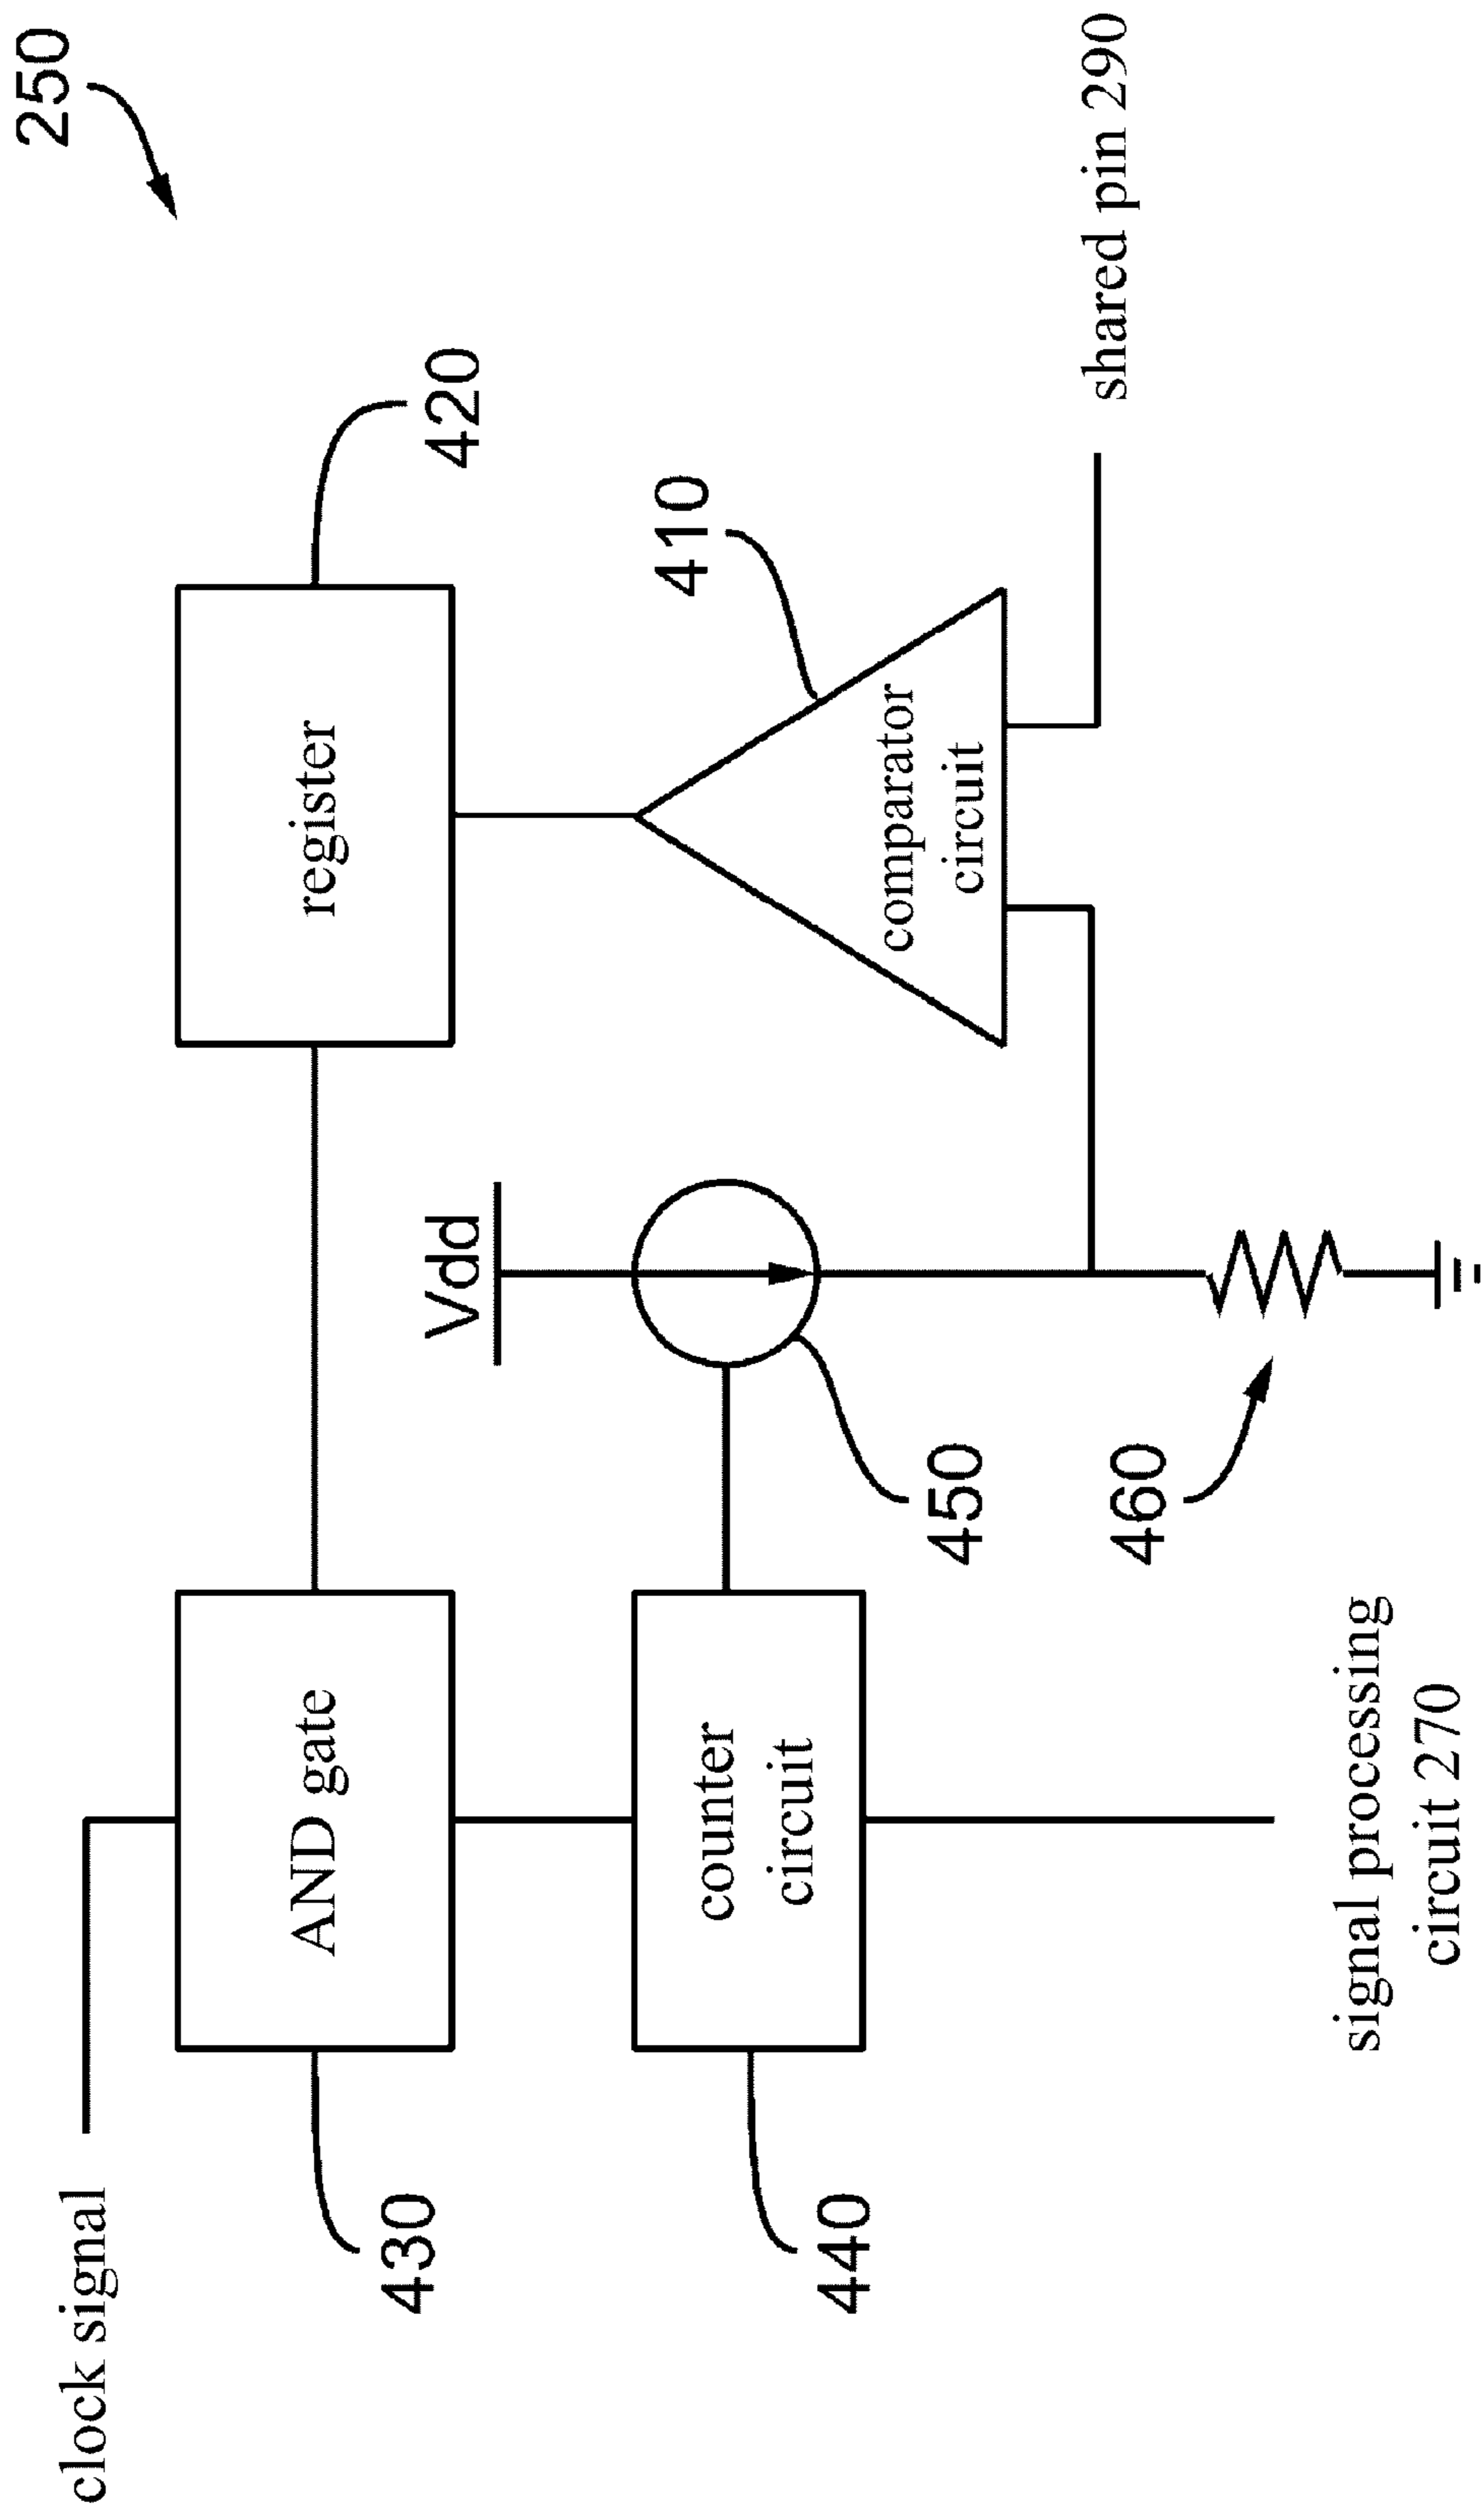 250
clock signal
430
AND gate
register
420
Vdd
440
counter
circuit
450
410
comparator
circuit
460
shared pin 290
signal processing
circuit 270